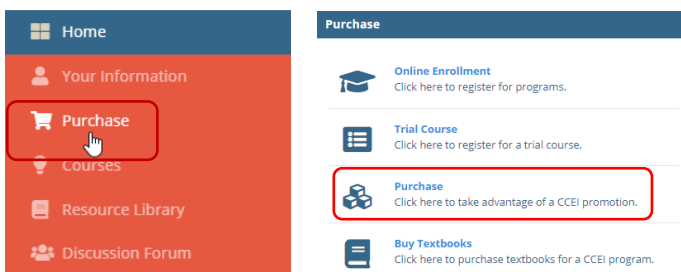 Home
Your Information
Purchase
Courses
Resource Library
Discussion Forum
Purchase
Online Enrollment
Click here to register for programs.
Trial Course
Click here to register for a trial course.
Purchase
Click here to take advantage of a CCEI promotion.
Buy Textbooks
Click here to purchase textbooks for a CCEI program.